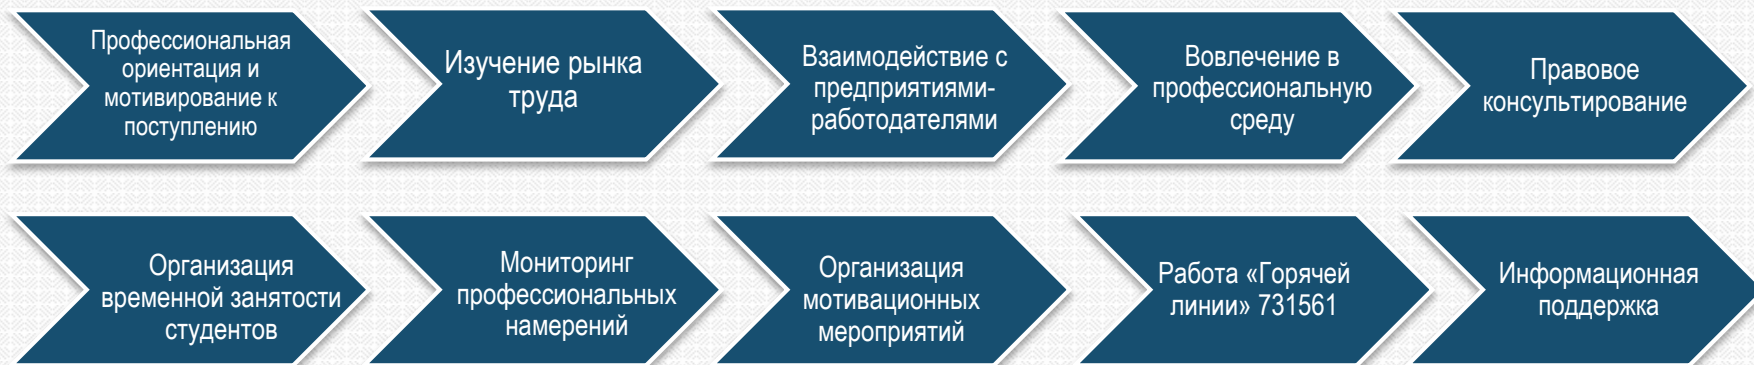 Профессиональная
ориентация и
мотивирование к
поступлению
Изучение рынка
труда
Взаимодействие с
предприятиями-
работодателями
Вовлечение в
профессиональную
среду
Правовое
консультирование
Организация
временной занятости
студентов
Мониторинг
профессиональных
намерений
Организация
мотивационных
мероприятий
Работа «Горячей
линии» 731561
Информационная
поддержка